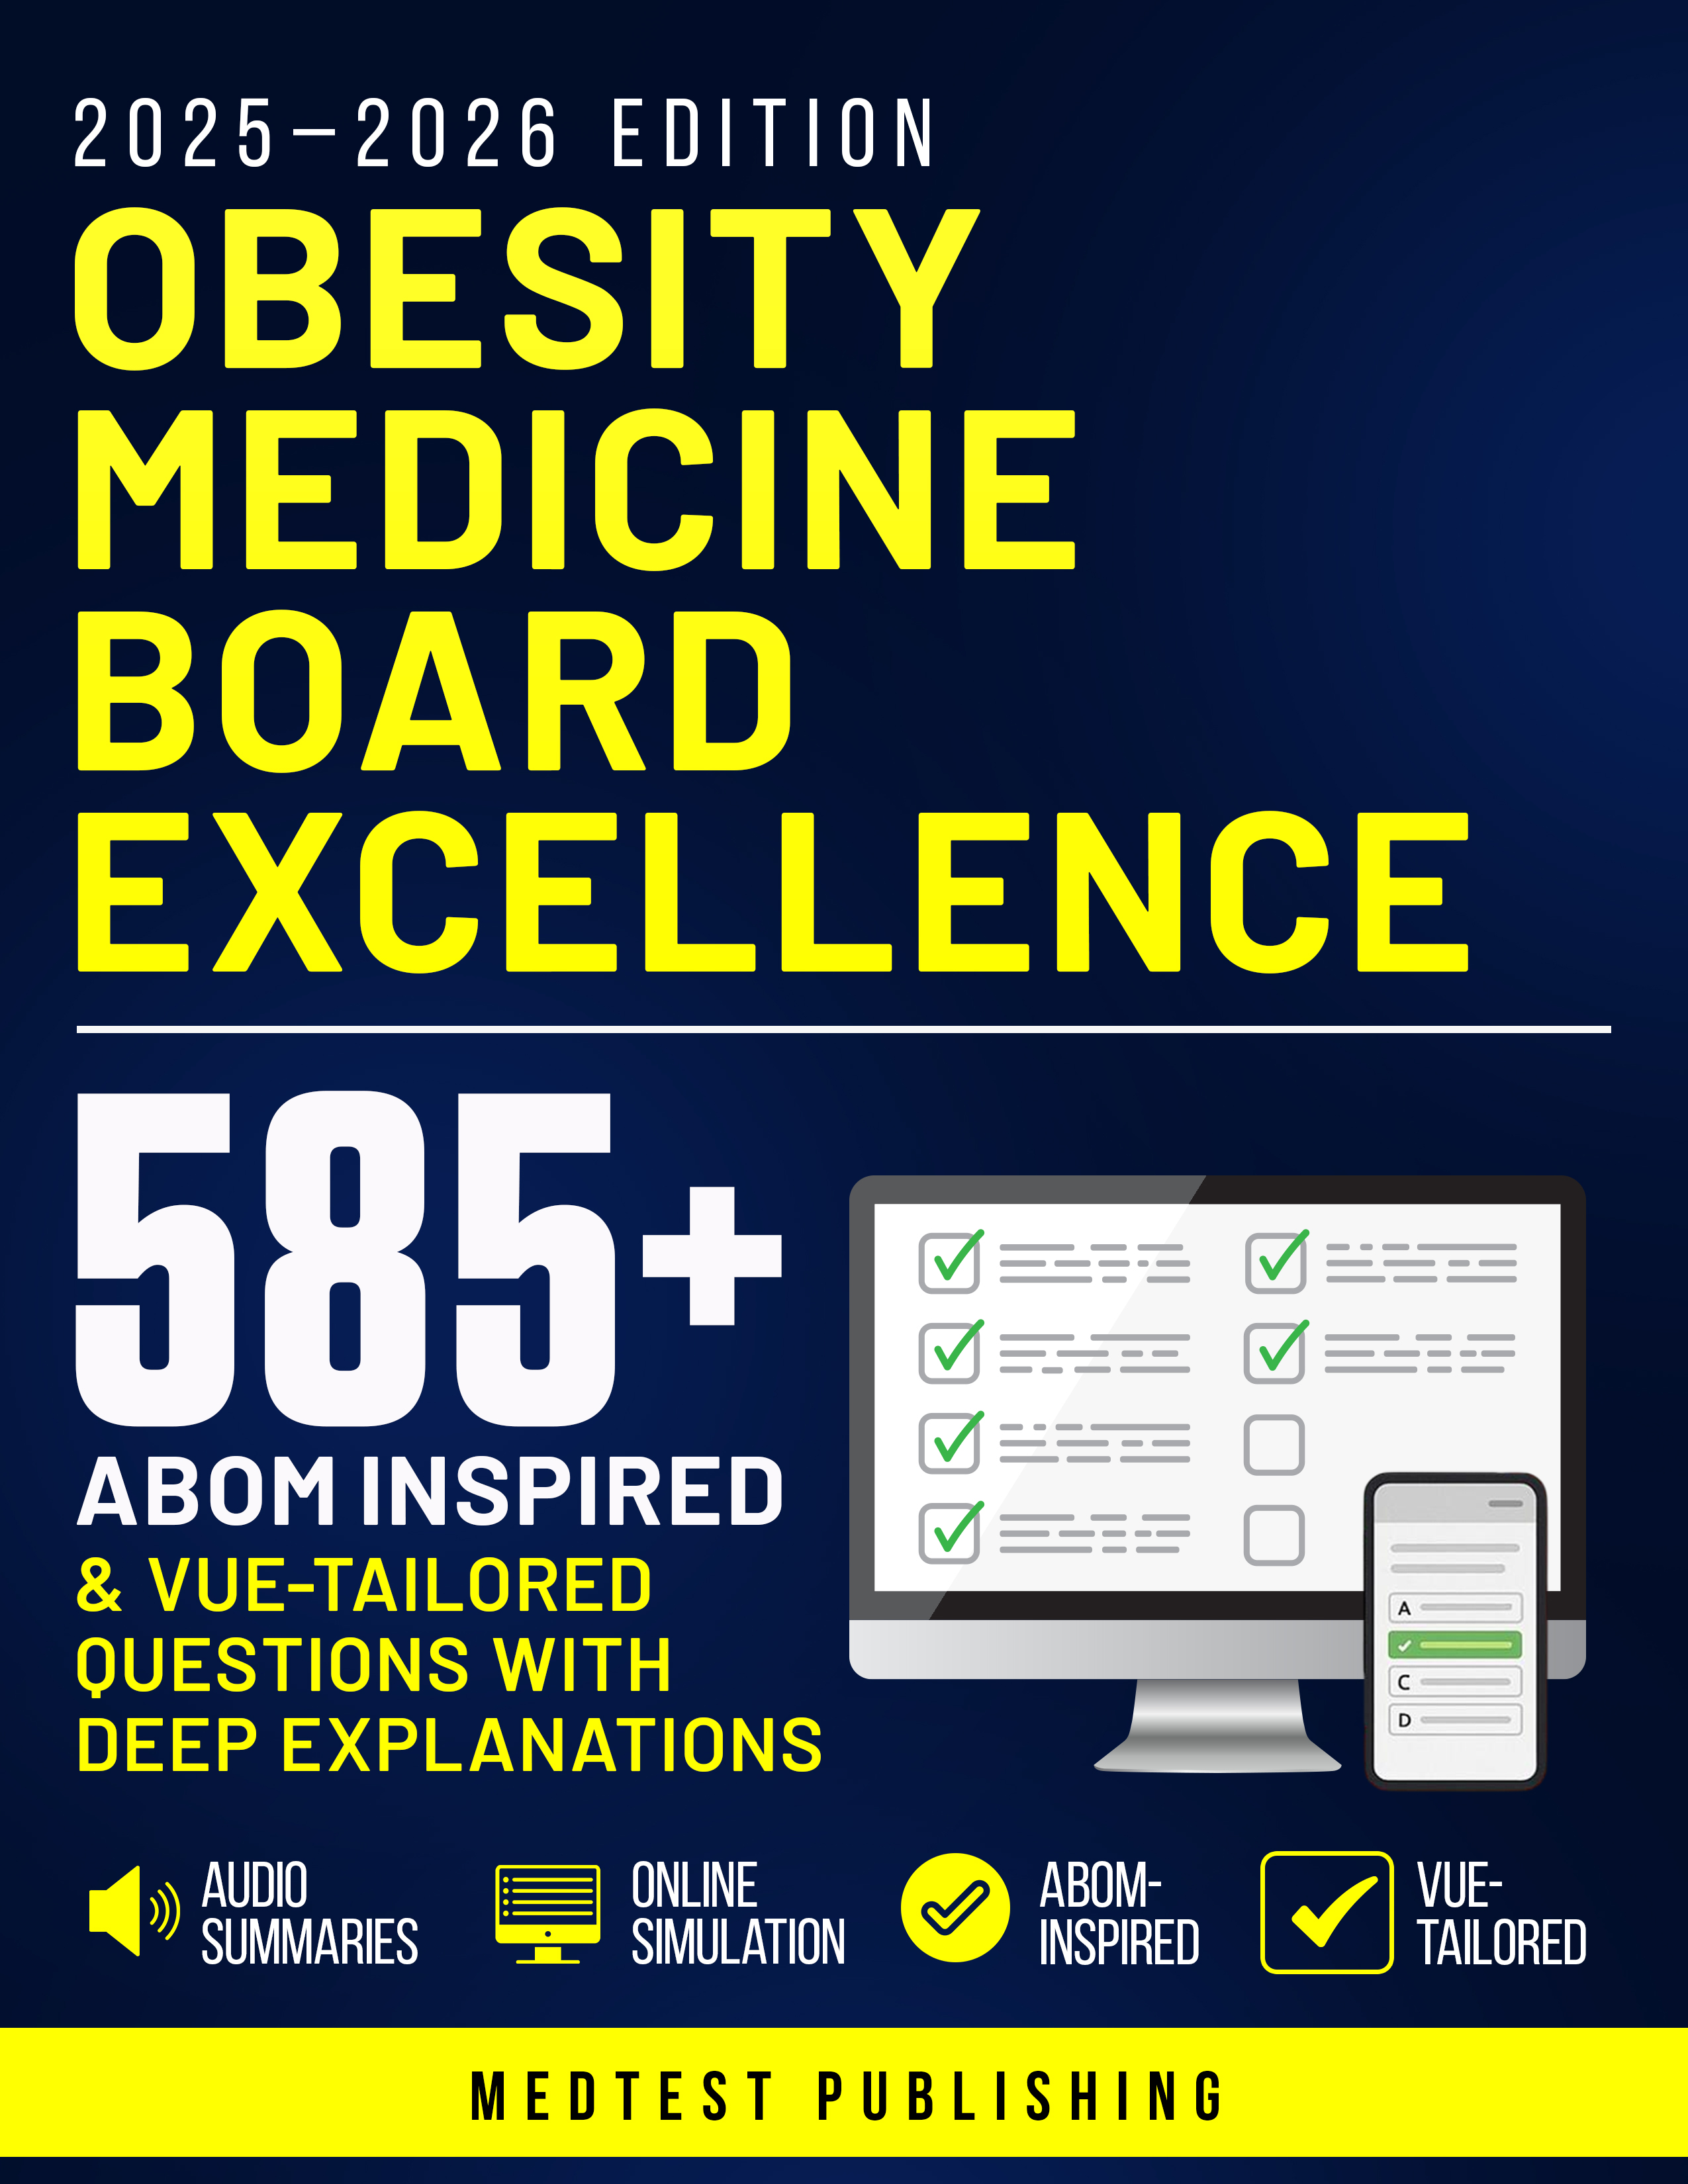 2025–2026 EDITION
OBESITY
MEDICINE
BOARD
EXCELLENCE
585+
ABOM INSPIRED
& VUE-TAILORED
QUESTIONS WITH
DEEP EXPLANATIONS
A
C
D
AUDIO
SUMMARIES
ONLINE
SIMULATION
ABOM-
INSPIRED
VUE-
TAILORED
MEDTEST PUBLISHING